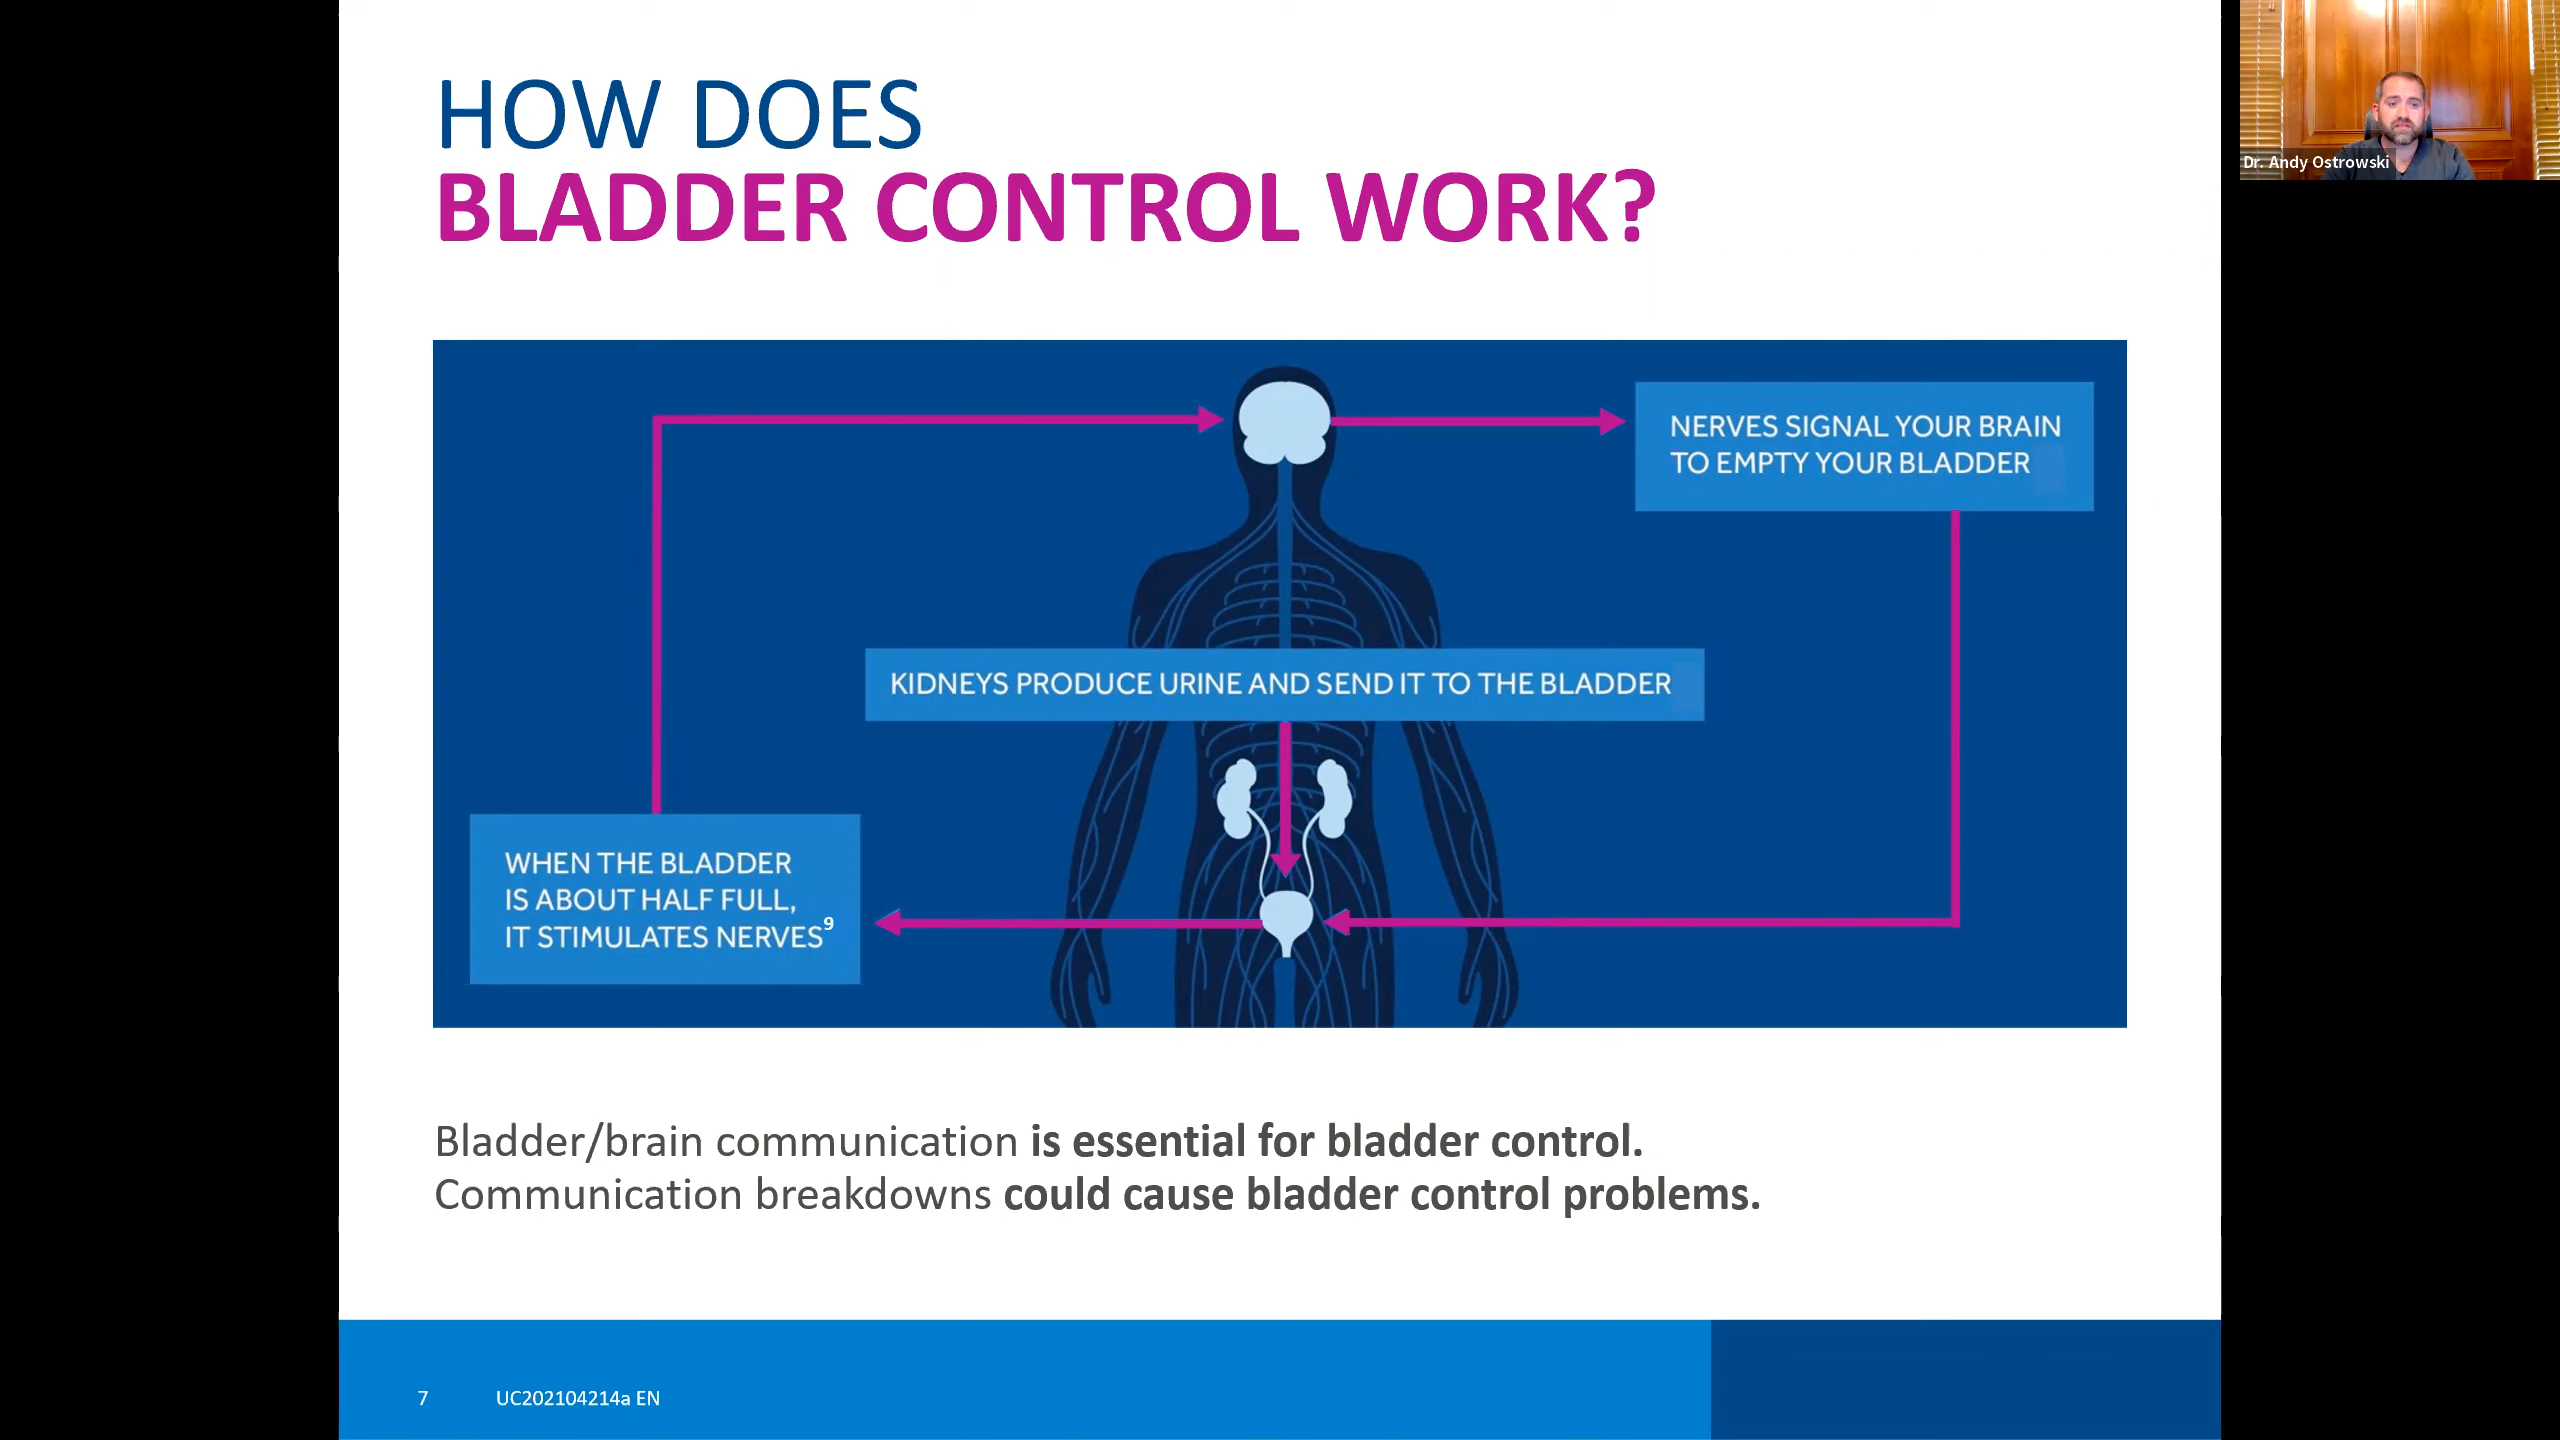 HOW DOES
BLADDER CONTROL WORK?
Dr. Andy Ostrowski
NERVES SIGNAL YOUR BRAIN
TO EMPTY YOUR BLADDER
KIDNEYS PRODUCE URINE AND SEND IT TO THE BLADDER
WHEN THE BLADDER
IS ABOUT HALF FULL,
IT STIMULATES NERVES⁹
Bladder/brain communication is essential for bladder control.
Communication breakdowns could cause bladder control problems.
7 UC202104214a EN